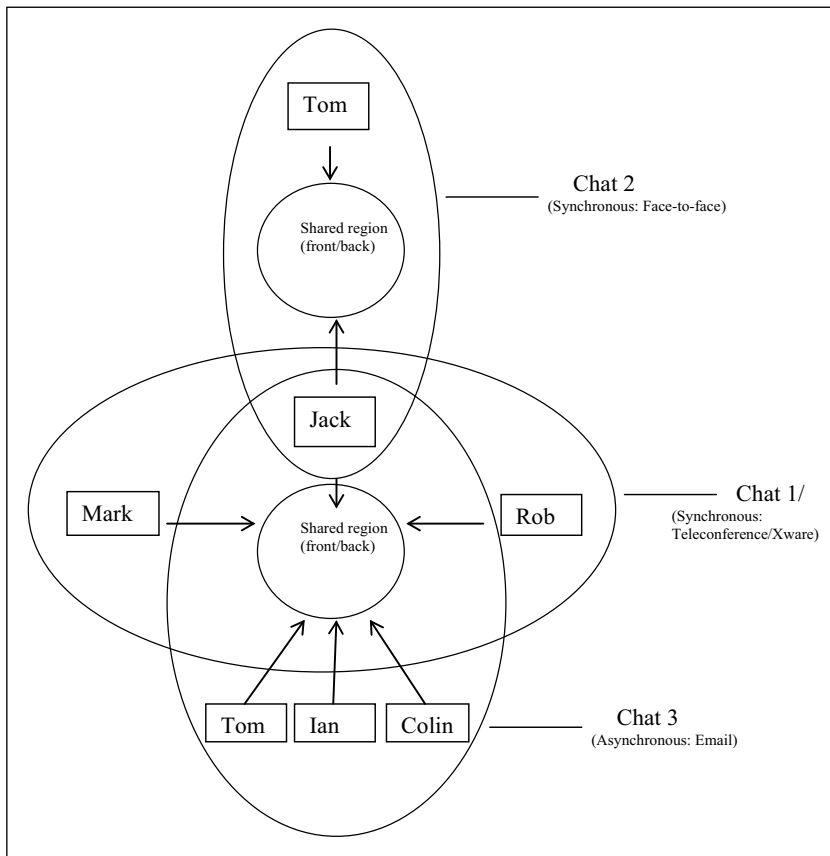 Tom
Chat 2
(Synchronous: Face-to-face)
Shared region
(front/back)
Jack
Mark
Shared region
(front/back)
Rob
Chat 1/
(Synchronous:
Teleconference/Xware)
Tom
Ian
Colin
Chat 3
(Asynchronous: Email)